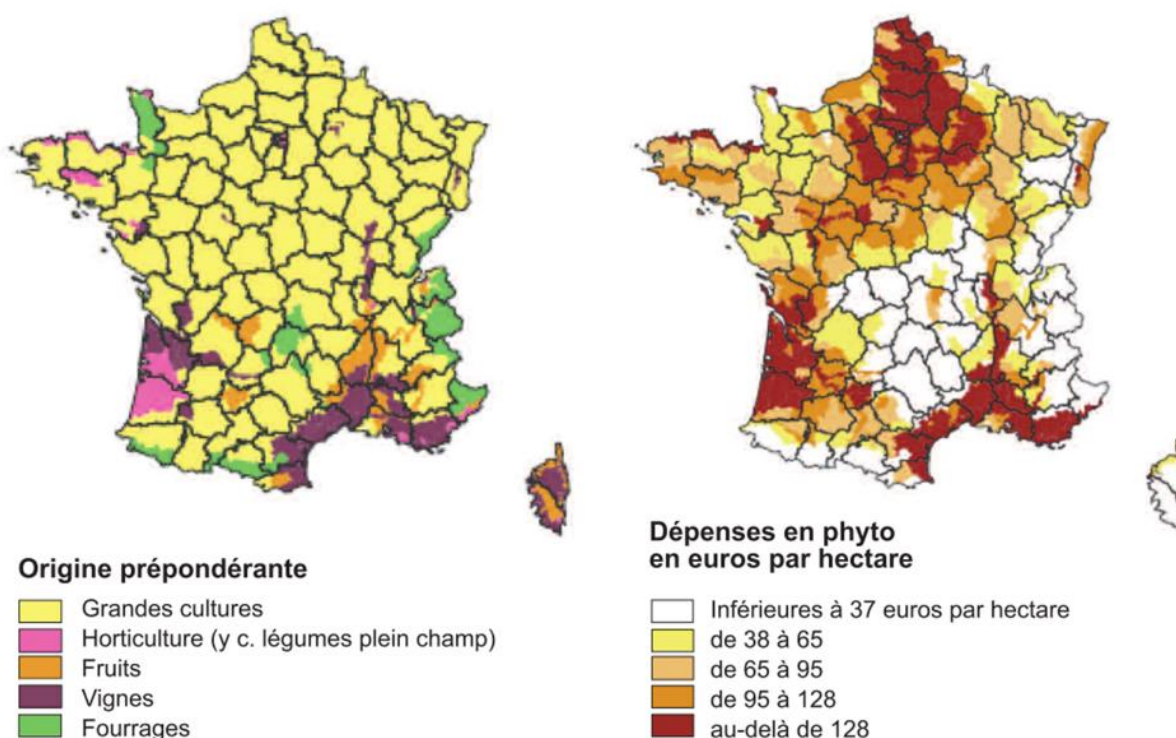 Origine prépondérante
Grandes cultures
Horticulture (y c. légumes plein champ)
Fruits
Vignes
Fourrages
Dépenses en phyto
en euros par hectare
Inférieures à 37 euros par hectare
de 38 à 65
de 65 à 95
de 95 à 128
au-delà de 128